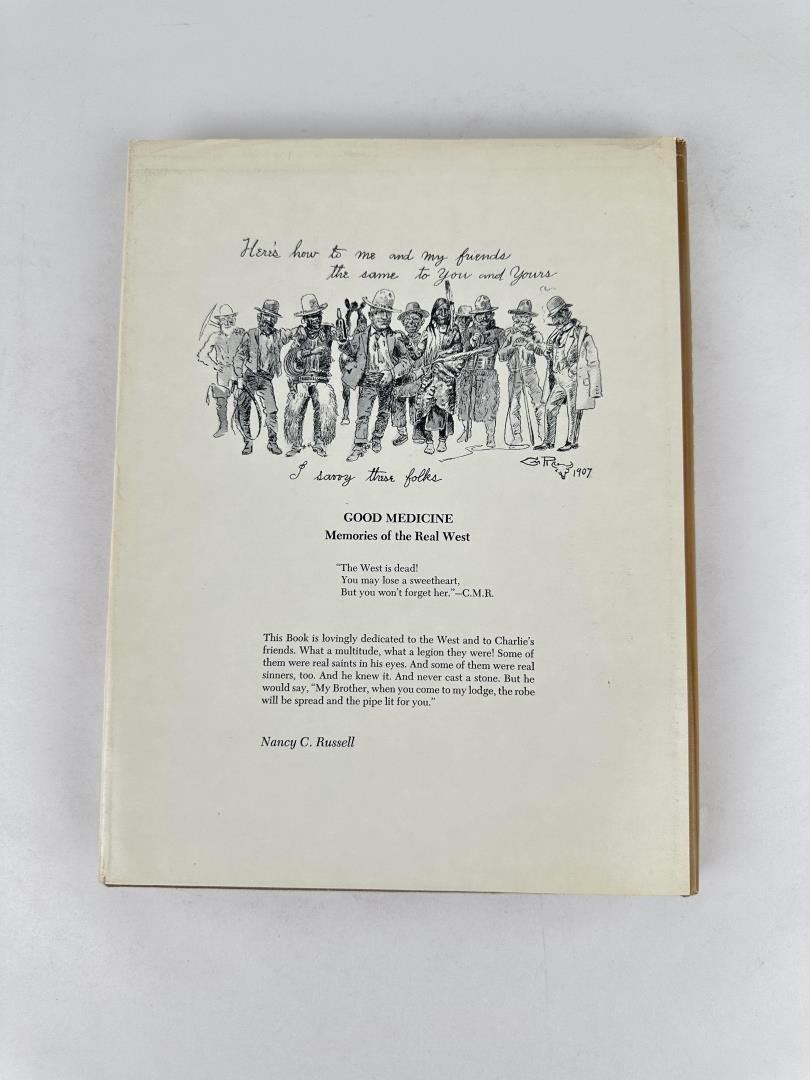 Here's how to me and my friends
the same to You and Yours
I savvy these folks
1907
GOOD MEDICINE
Memories of the Real West
“The West is dead!
You may lose a sweetheart,
But you won't forget her.”—C.M.R.
This Book is lovingly dedicated to the West and to Charlie's
friends. What a multitude, what a legion they were! Some of
them were real saints in his eyes. And some of them were real
sinners, too. And he knew it. And never cast a stone. But he
would say, “My Brother, when you come to my lodge, the robe
will be spread and the pipe lit for you.”
Nancy C. Russell